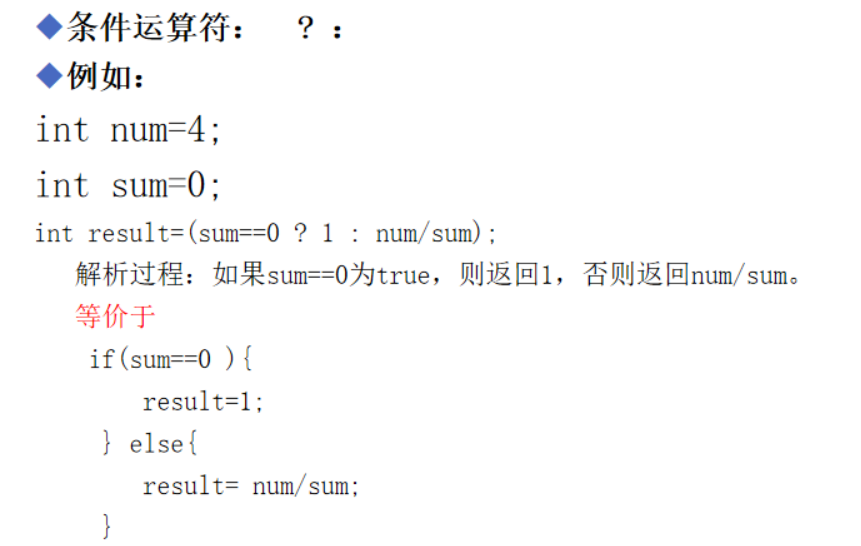 ◆条件运算符： ？：
◆例如：
int num=4;
int sum=0;
int result=(sum==0 ? 1 : num/sum);
解析过程：如果sum==0为true，则返回1，否则返回num/sum。
等价于
if(sum==0 ){
result=1;
} else{
result= num/sum;
}